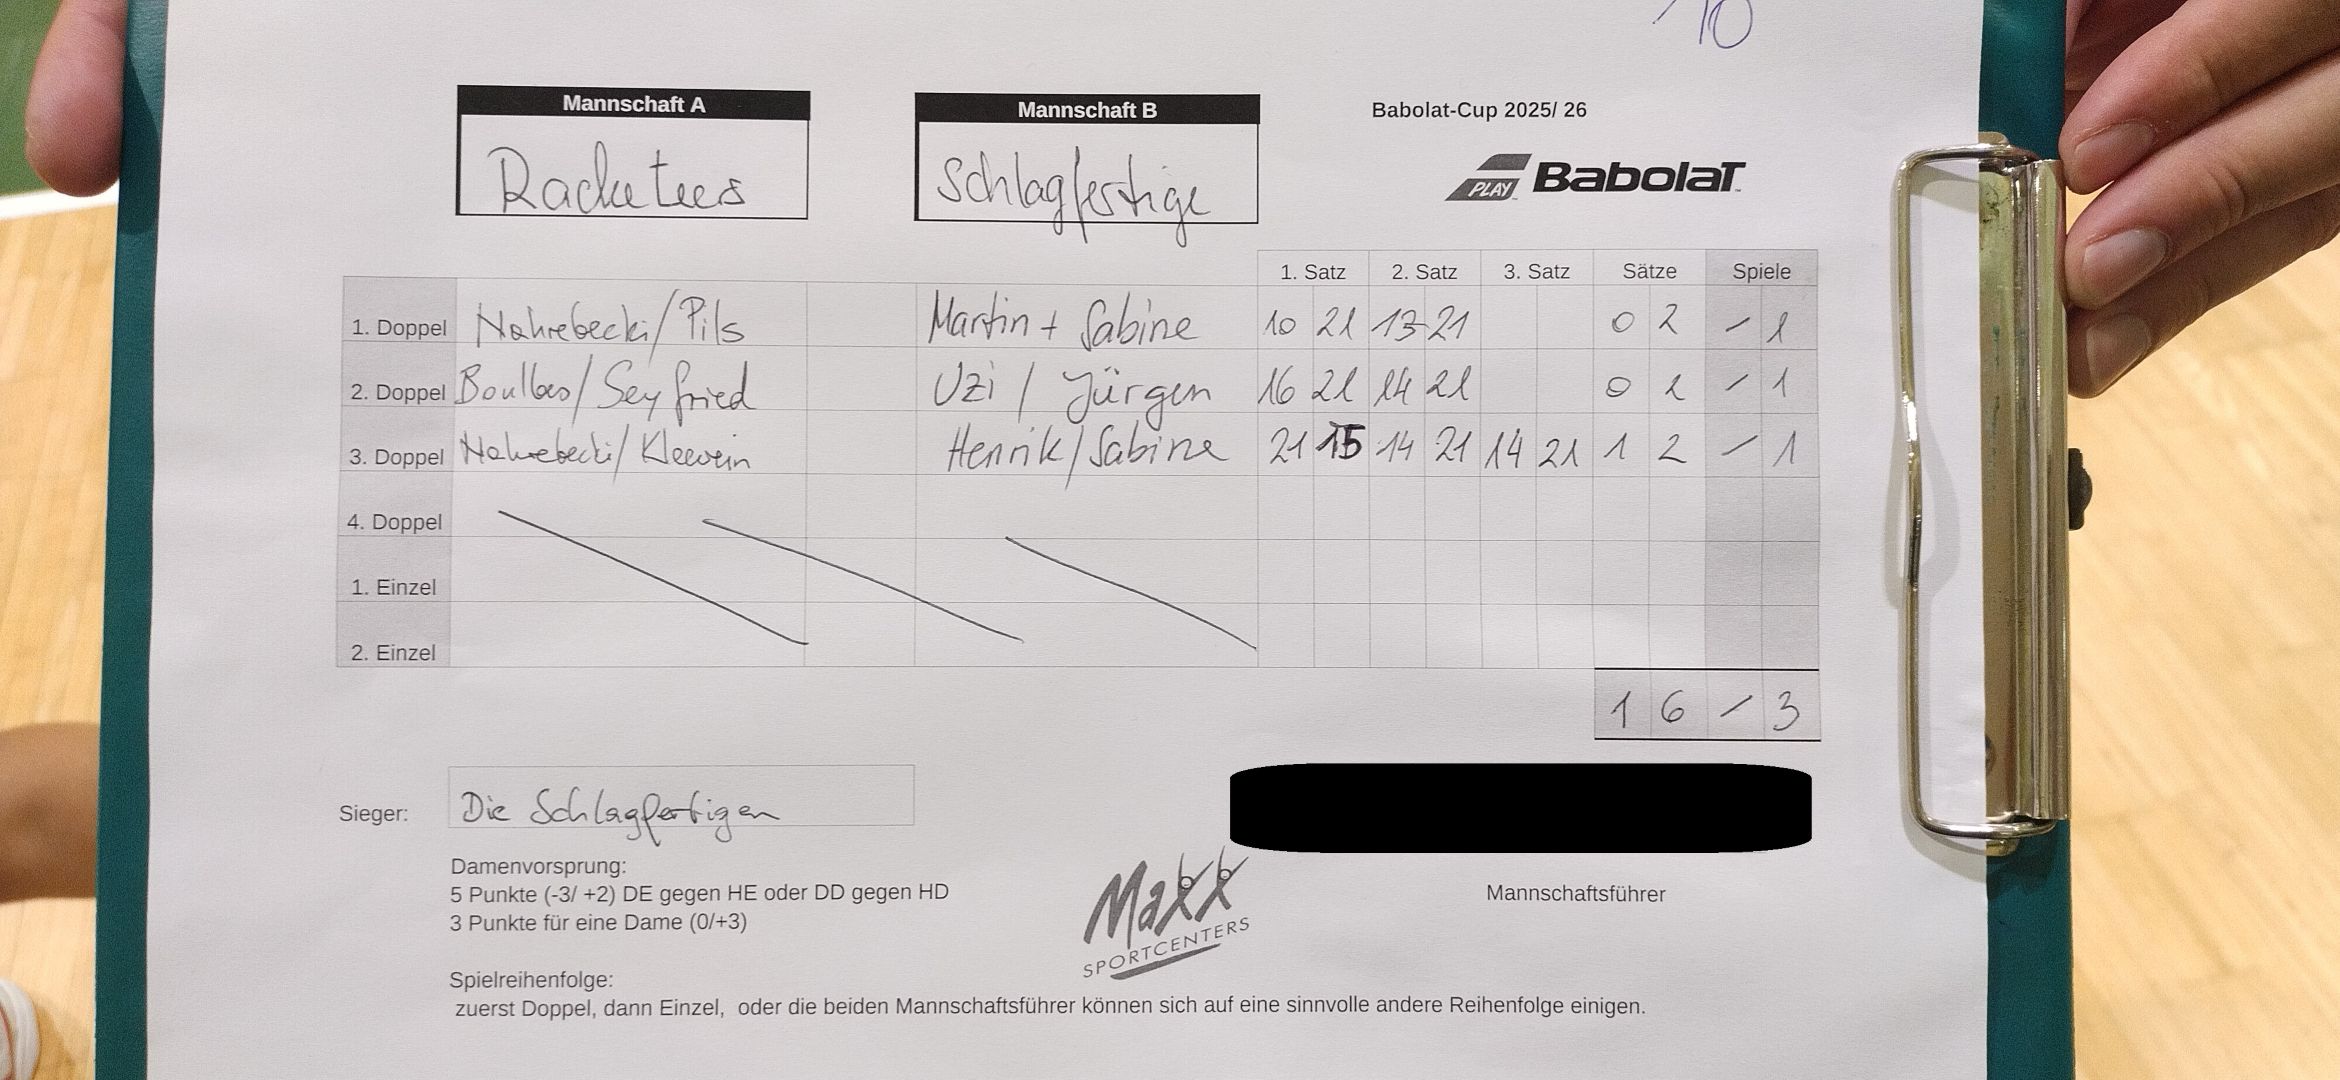 10
Mannschaft A Mannschaft B Babolat-Cup 2025/ 26
Racketees Schlagfertige PLAY BabolaT
1. Satz 2. Satz 3. Satz Sätze Spiele
1. Doppel Nahrebecki/Pils Martin + Sabine 10 21 13 21 0 2 - 1
2. Doppel Seyfried Uzi / Jürgen 16 21 14 21 0 2 - 1
3. Doppel Nahrebecki/Kleewein Henrik/Sabine 21 15 14 21 14 21 1 2 - 1
4. Doppel
1. Einzel
2. Einzel
1 6 - 3
Sieger: Die Schlagfertigen
Damenvorsprung:
5 Punkte (-3/ +2) DE gegen HE oder DD gegen HD
3 Punkte für eine Dame (0/+3)
Maxx
SPORTCENTERS
Mannschaftsführer
Spielreihenfolge:
zuerst Doppel, dann Einzel, oder die beiden Mannschaftsführer können sich auf eine sinnvolle andere Reihenfolge einigen.